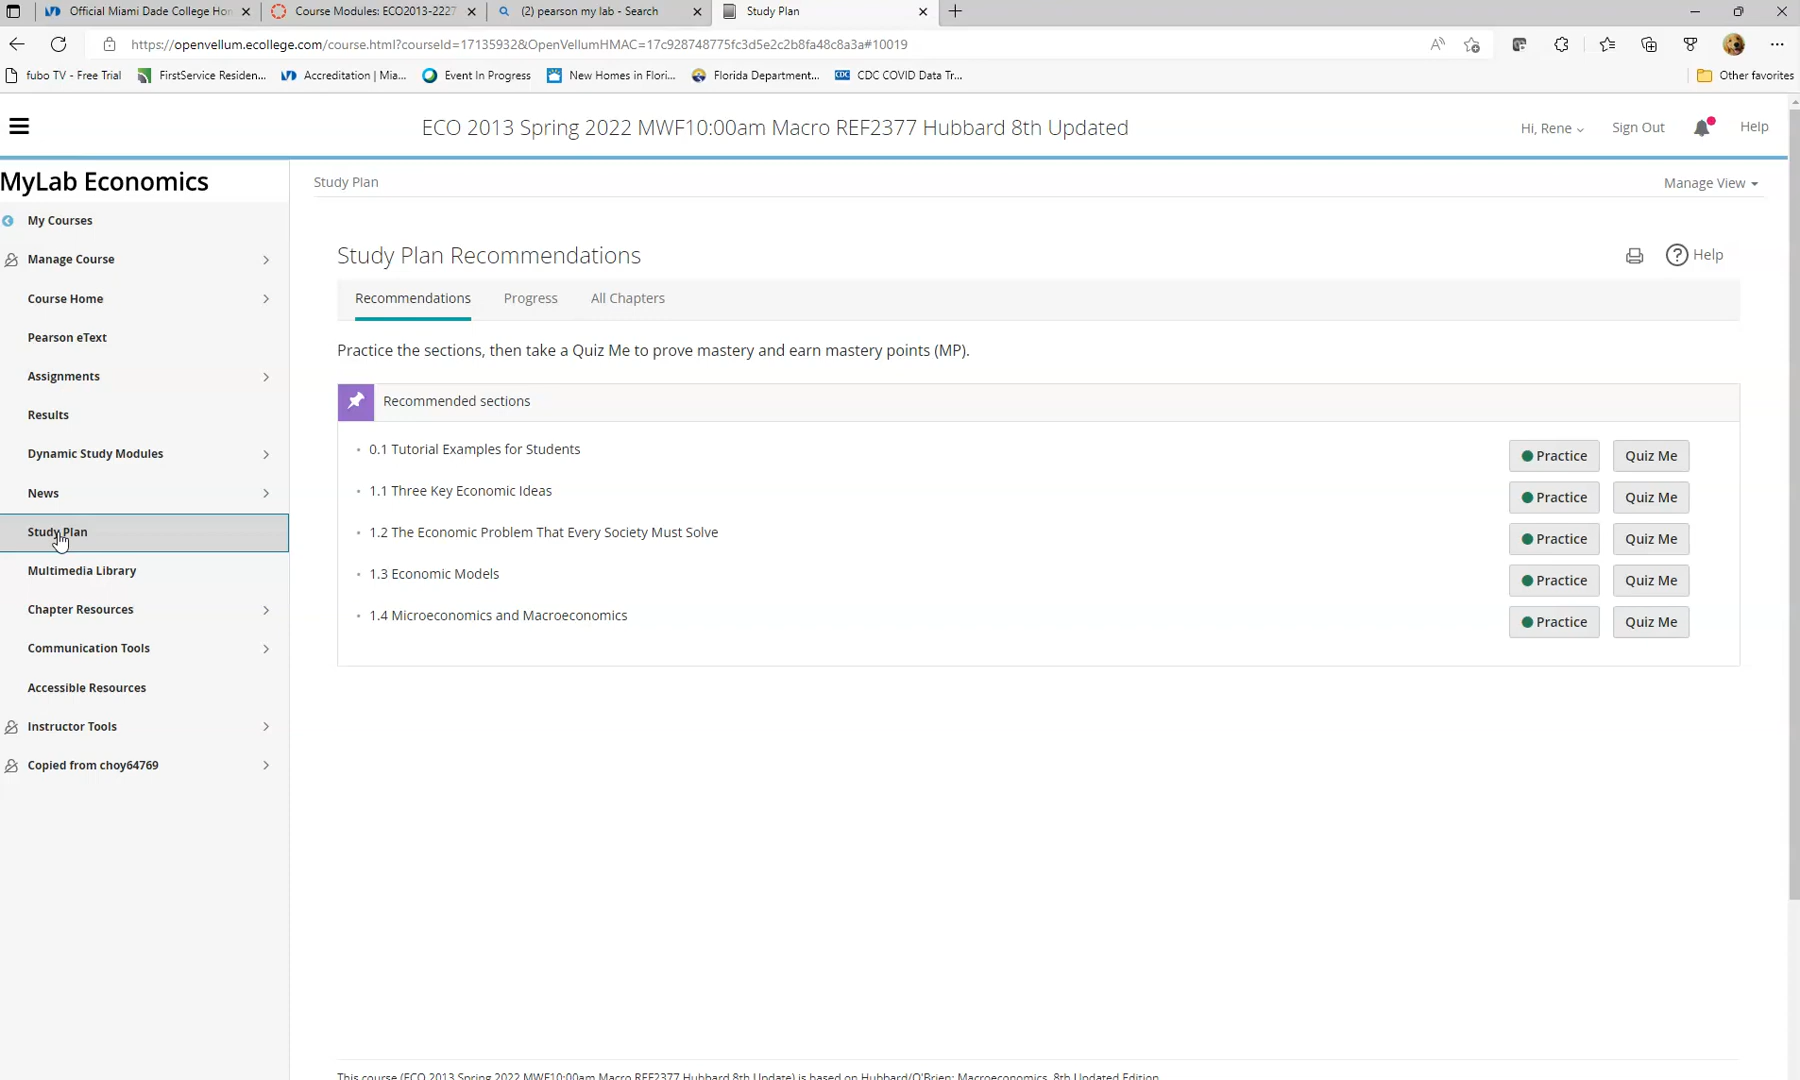 Official Miami Dade College Hon
Course Modules: ECO2013-2227
(2) pearson my lab - Search
Study Plan
https://openvellum.ecollege.com/course.html?courseId=17135932&OpenVellumHMAC=17c928748775fc3d5e2c2b8fa48c8a3a#10019
fubo TV - Free Trial
FirstService Residen...
Accreditation | Mia...
Event In Progress
New Homes in Flori...
Florida Department...
CDC COVID Data Tr...
Other favorites
ECO 2013 Spring 2022 MWF10:00am Macro REF2377 Hubbard 8th Updated
Hi, Rene
Sign Out
Help
MyLab Economics
My Courses
Manage Course
Course Home
Pearson eText
Assignments
Results
Dynamic Study Modules
News
Study Plan
Multimedia Library
Chapter Resources
Communication Tools
Accessible Resources
Instructor Tools
Copied from choy64769
Study Plan
Manage View
Study Plan Recommendations
Help
Recommendations
Progress
All Chapters
Practice the sections, then take a Quiz Me to prove mastery and earn mastery points (MP).
Recommended sections
0.1 Tutorial Examples for Students
Practice
Quiz Me
1.1 Three Key Economic Ideas
Practice
Quiz Me
1.2 The Economic Problem That Every Society Must Solve
Practice
Quiz Me
1.3 Economic Models
Practice
Quiz Me
1.4 Microeconomics and Macroeconomics
Practice
Quiz Me
This course (ECO 2013 Spring 2022 MWF10:00am Macro REF2377 Hubbard 8th Update) is based on Hubbard/O'Brien: Macroeconomics, 8th Updated Edition